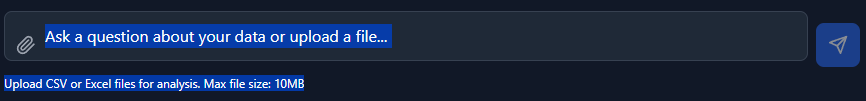 Ask a question about your data or upload a file...
Upload CSV or Excel files for analysis. Max file size: 10MB